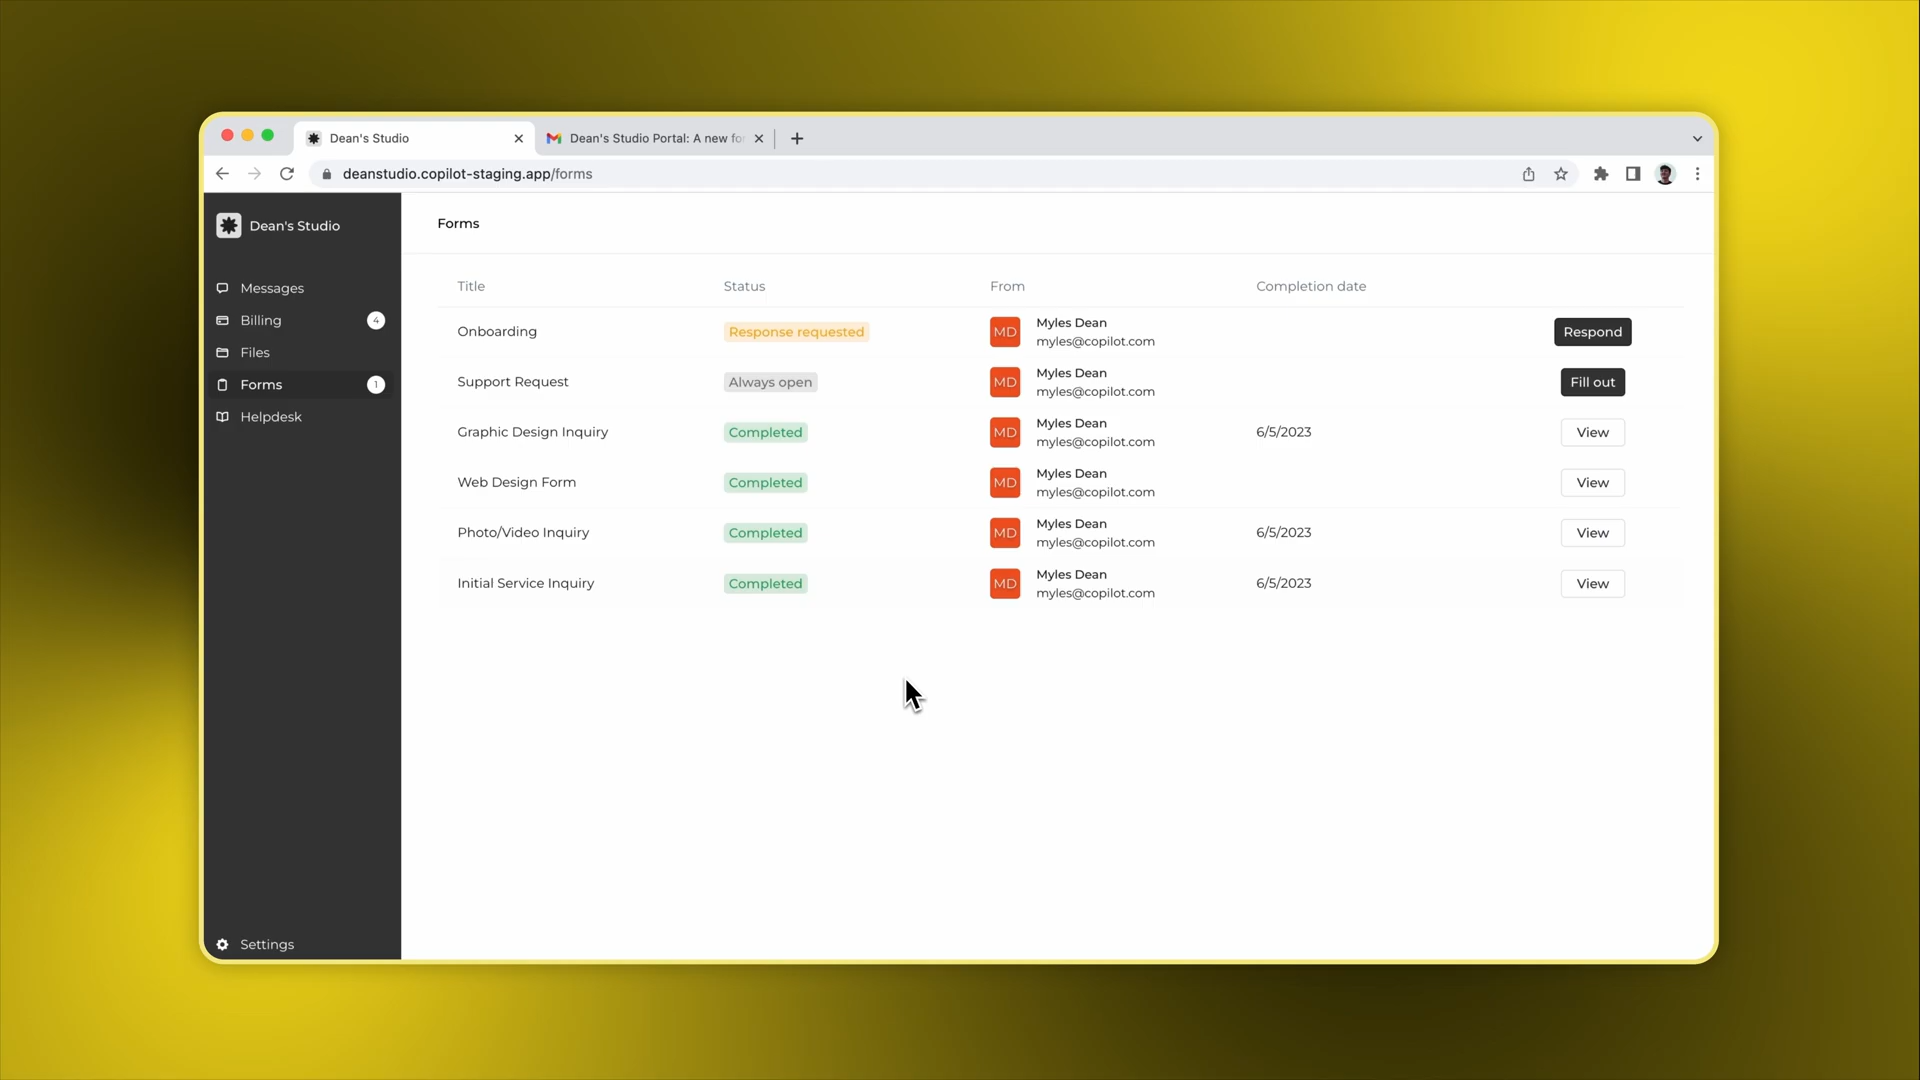 Dean's Studio
Dean's Studio Portal: A new fo
deanstudio.copilot-staging.app/forms
Dean's Studio
Messages
Billing 4
Files
Forms 1
Helpdesk
Settings
Forms
Title Status From Completion date
Onboarding Response requested MD Myles Dean
myles@copilot.com
Respond
Support Request Always open MD Myles Dean
myles@copilot.com
Fill out
Graphic Design Inquiry Completed MD Myles Dean
myles@copilot.com
6/5/2023 View
Web Design Form Completed MD Myles Dean
myles@copilot.com
View
Photo/Video Inquiry Completed MD Myles Dean
myles@copilot.com
6/5/2023 View
Initial Service Inquiry Completed MD Myles Dean
myles@copilot.com
6/5/2023 View